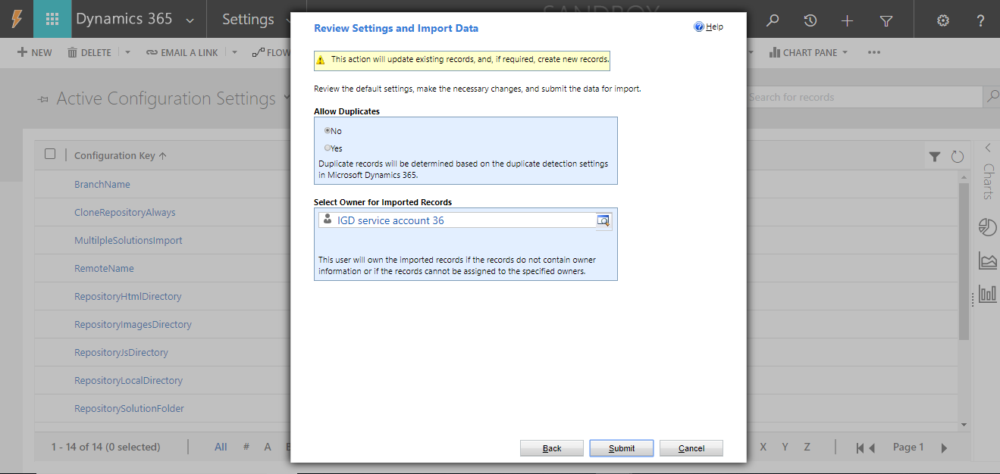 Dynamics 365
Settings
SANDBOX
?
NEW
DELETE
EMAIL A LINK
FLOW
CHART PANE
Active Configuration Settings
Search for records
Configuration Key
BranchName
CloneRepositoryAlways
MultilpleSolutionsImport
RemoteName
RepositoryHtmlDirectory
RepositoryImagesDirectory
RepositoryJsDirectory
RepositoryLocalDirectory
RepositorySolutionFolder
1 - 14 of 14 (0 selected)
All # A B
X Y Z
Page 1
Charts
Review Settings and Import Data
Help
This action will update existing records, and, if required, create new records.
Review the default settings, make the necessary changes, and submit the data for import.
Allow Duplicates
No
Yes
Duplicate records will be determined based on the duplicate detection settings
in Microsoft Dynamics 365.
Select Owner for Imported Records
IGD service account 36
This user will own the imported records if the records do not contain owner
information or if the records cannot be assigned to the specified owners.
Back
Submit
Cancel